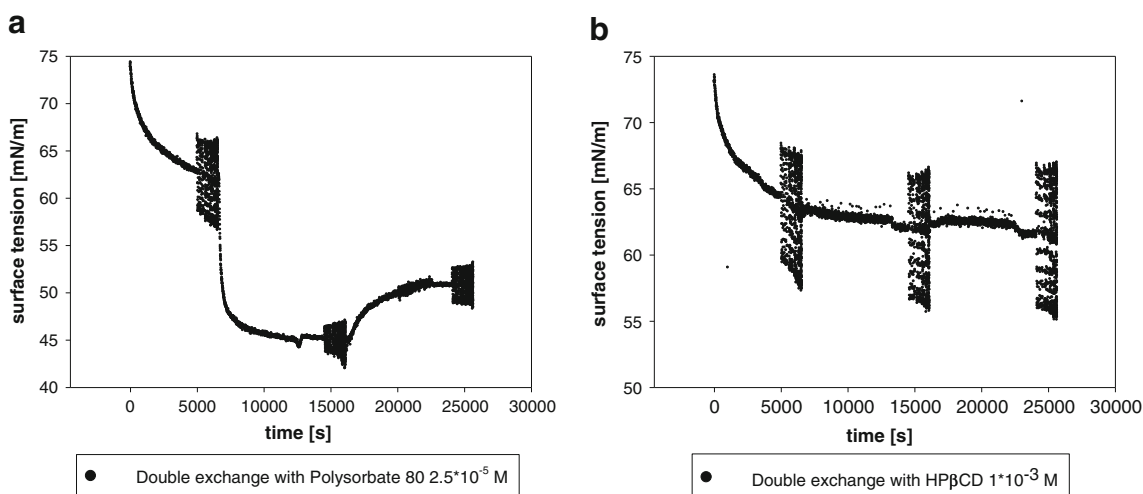 a
75
70
65
60
55
50
45
40
surface tension [mN/m]
0 5000 10000 15000 20000 25000 30000
time [s]
Double exchange with Polysorbate 80 2.5*10⁻⁵ M
b
75
70
65
60
55
50
surface tension [mN/m]
0 5000 10000 15000 20000 25000 30000
time [s]
Double exchange with HPβCD 1*10⁻³ M